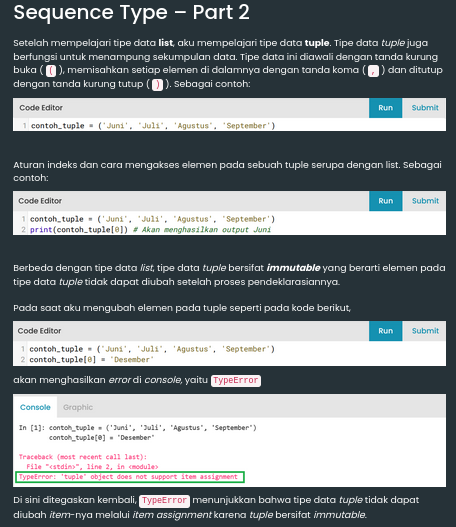 Sequence Type – Part 2
Setelah mempelajari tipe data list, aku mempelajari tipe data tuple. Tipe data tuple juga
berfungsi untuk menampung sekumpulan data. Tipe data ini diawali dengan tanda kurung
buka ( ( ), memisahkan setiap elemen di dalamnya dengan tanda koma ( , ) dan ditutup
dengan tanda kurung tutup ( ) ). Sebagai contoh:
Code Editor Run Submit
1 contoh_tuple = ('Juni', 'Juli', 'Agustus', 'September')
Aturan indeks dan cara mengakses elemen pada sebuah tuple serupa dengan list. Sebagai
contoh:
Code Editor Run Submit
1 contoh_tuple = ('Juni', 'Juli', 'Agustus', 'September')
2 print(contoh_tuple[0]) # Akan menghasilkan output Juni
Berbeda dengan tipe data list, tipe data tuple bersifat immutable yang berarti elemen pada
tipe data tuple tidak dapat diubah setelah proses pendeklarasiannya.
Pada saat aku mengubah elemen pada tuple seperti pada kode berikut,
Code Editor Run Submit
1 contoh_tuple = ('Juni', 'Juli', 'Agustus', 'September')
2 contoh_tuple[0] = 'Desember'
akan menghasilkan error di console, yaitu TypeError
Console Graphic
In [1]: contoh_tuple = ('Juni', 'Juli', 'Agustus', 'September')
contoh_tuple[0] = 'Desember'
Traceback (most recent call last):
File "<stdin>", line 2, in <module>
TypeError: 'tuple' object does not support item assignment
Di sini ditegaskan kembali, TypeError menunjukkan bahwa tipe data tuple tidak dapat
diubah item-nya melalui item assignment karena tuple bersifat immutable.